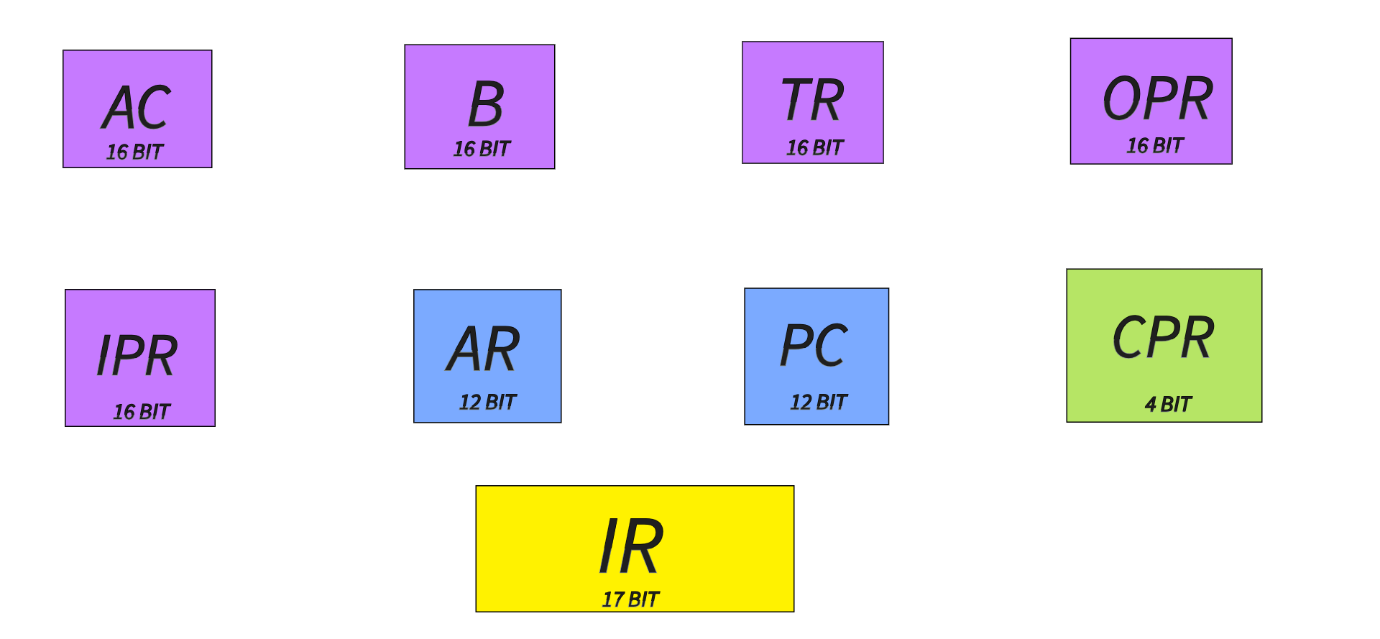 AC
16 BIT
B
16 BIT
TR
16 BIT
OPR
16 BIT
IPR
16 BIT
AR
12 BIT
PC
12 BIT
CPR
4 BIT
IR
17 BIT